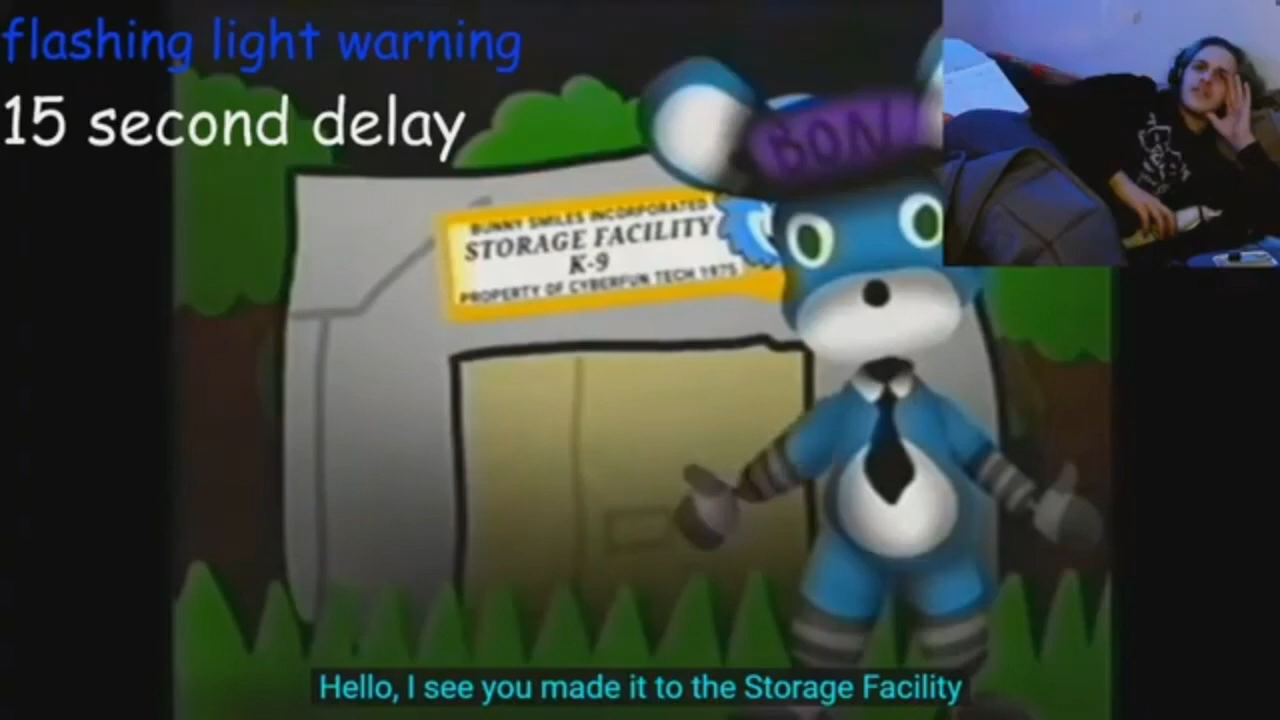 flashing light warning
15 second delay
BON
BUNNY SMILES INCORPORATED
STORAGE FACILITY
K-9
PROPERTY OF CYBERFUN TECH 1975
Hello, I see you made it to the Storage Facility